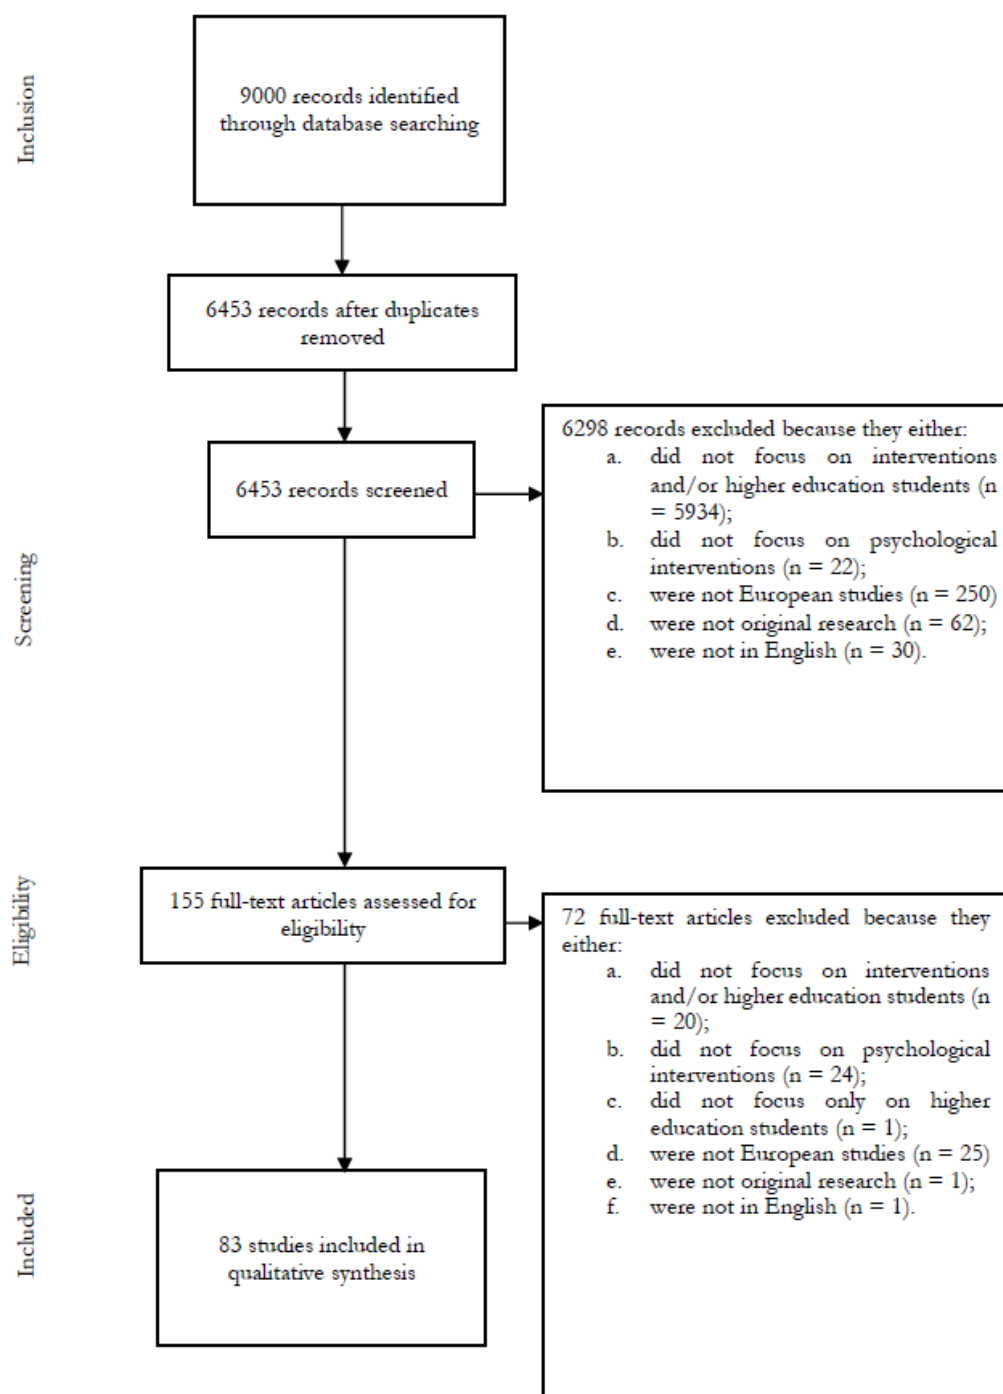 Inclusion
9000 records identified
through database searching
6453 records after duplicates
removed
Screening
6453 records screened
6298 records excluded because they either:
a. did not focus on interventions
and/or higher education students (n
= 5934);
b. did not focus on psychological
interventions (n = 22);
c. were not European studies (n = 250)
d. were not original research (n = 62);
e. were not in English (n = 30).
Eligibility
155 full-text articles assessed for
eligibility
72 full-text articles excluded because they
either:
a. did not focus on interventions
and/or higher education students (n
= 20);
b. did not focus on psychological
interventions (n = 24);
c. did not focus only on higher
education students (n = 1);
d. were not European studies (n = 25)
e. were not original research (n = 1);
f. were not in English (n = 1).
Included
83 studies included in
qualitative synthesis